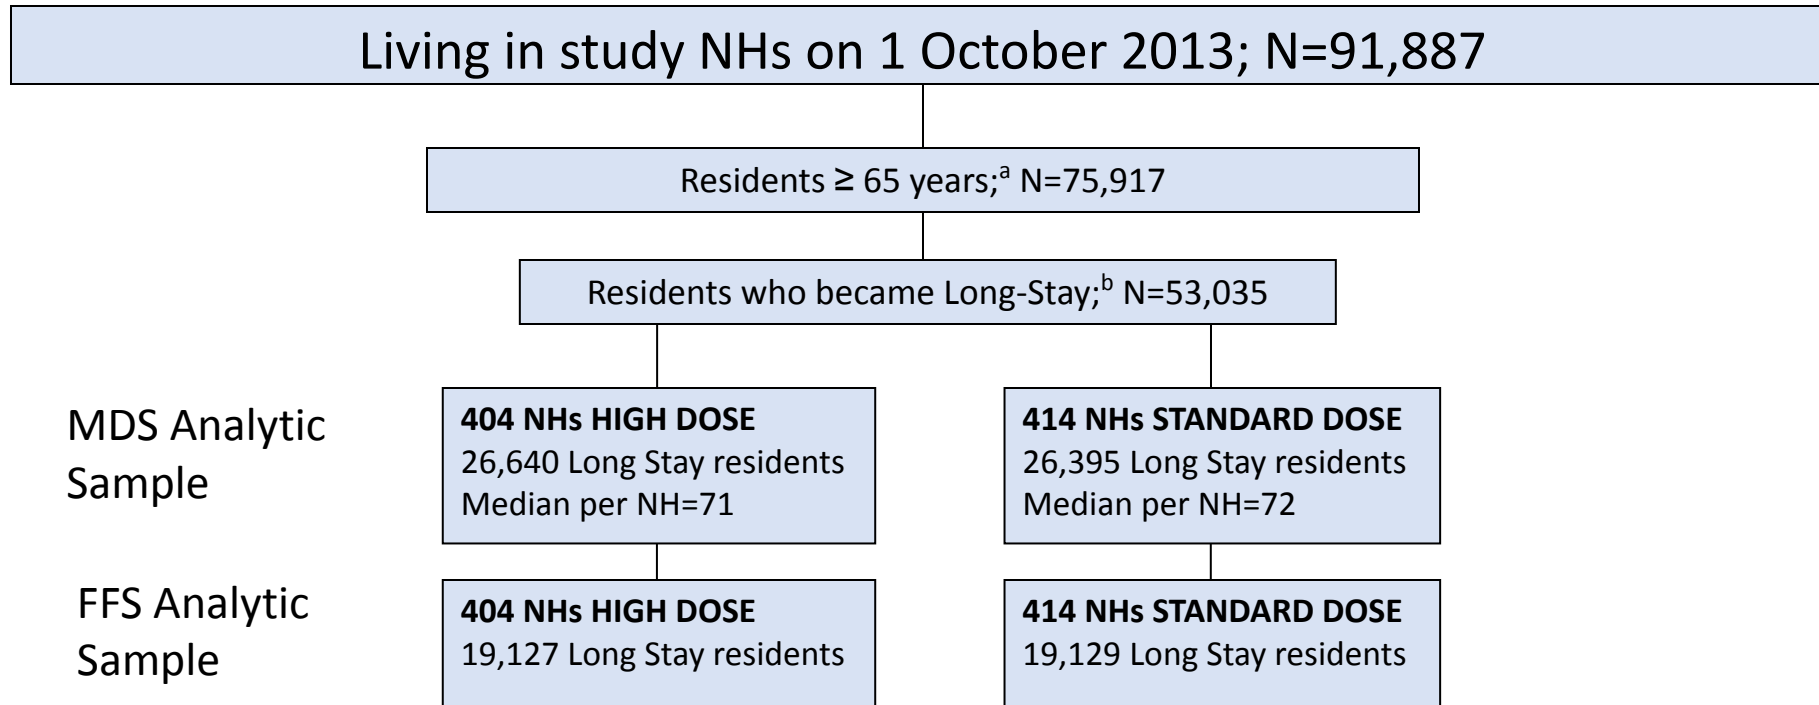 Living in study NHs on 1 October 2013; N=91,887
Residents ≥ 65 years;ᵃ N=75,917
Residents who became Long-Stay;ᵇ N=53,035
MDS Analytic
Sample
404 NHs HIGH DOSE
26,640 Long Stay residents
Median per NH=71
414 NHs STANDARD DOSE
26,395 Long Stay residents
Median per NH=72
FFS Analytic
Sample
404 NHs HIGH DOSE
19,127 Long Stay residents
414 NHs STANDARD DOSE
19,129 Long Stay residents